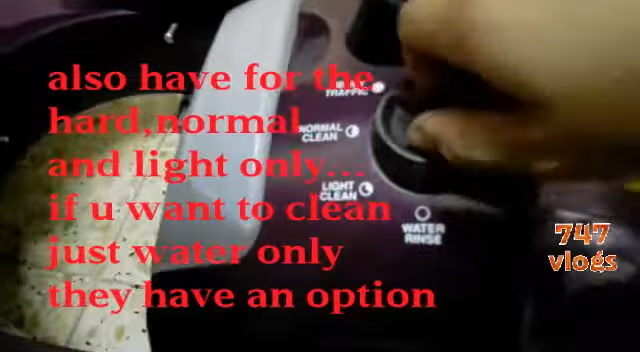 also have for the
hard,normal
and light only...
if u want to clean
just water only
they have an option
TRAFFIC
NORMAL
CLEAN
LIGHT
CLEAN
WATER
RINSE
747
vlogs